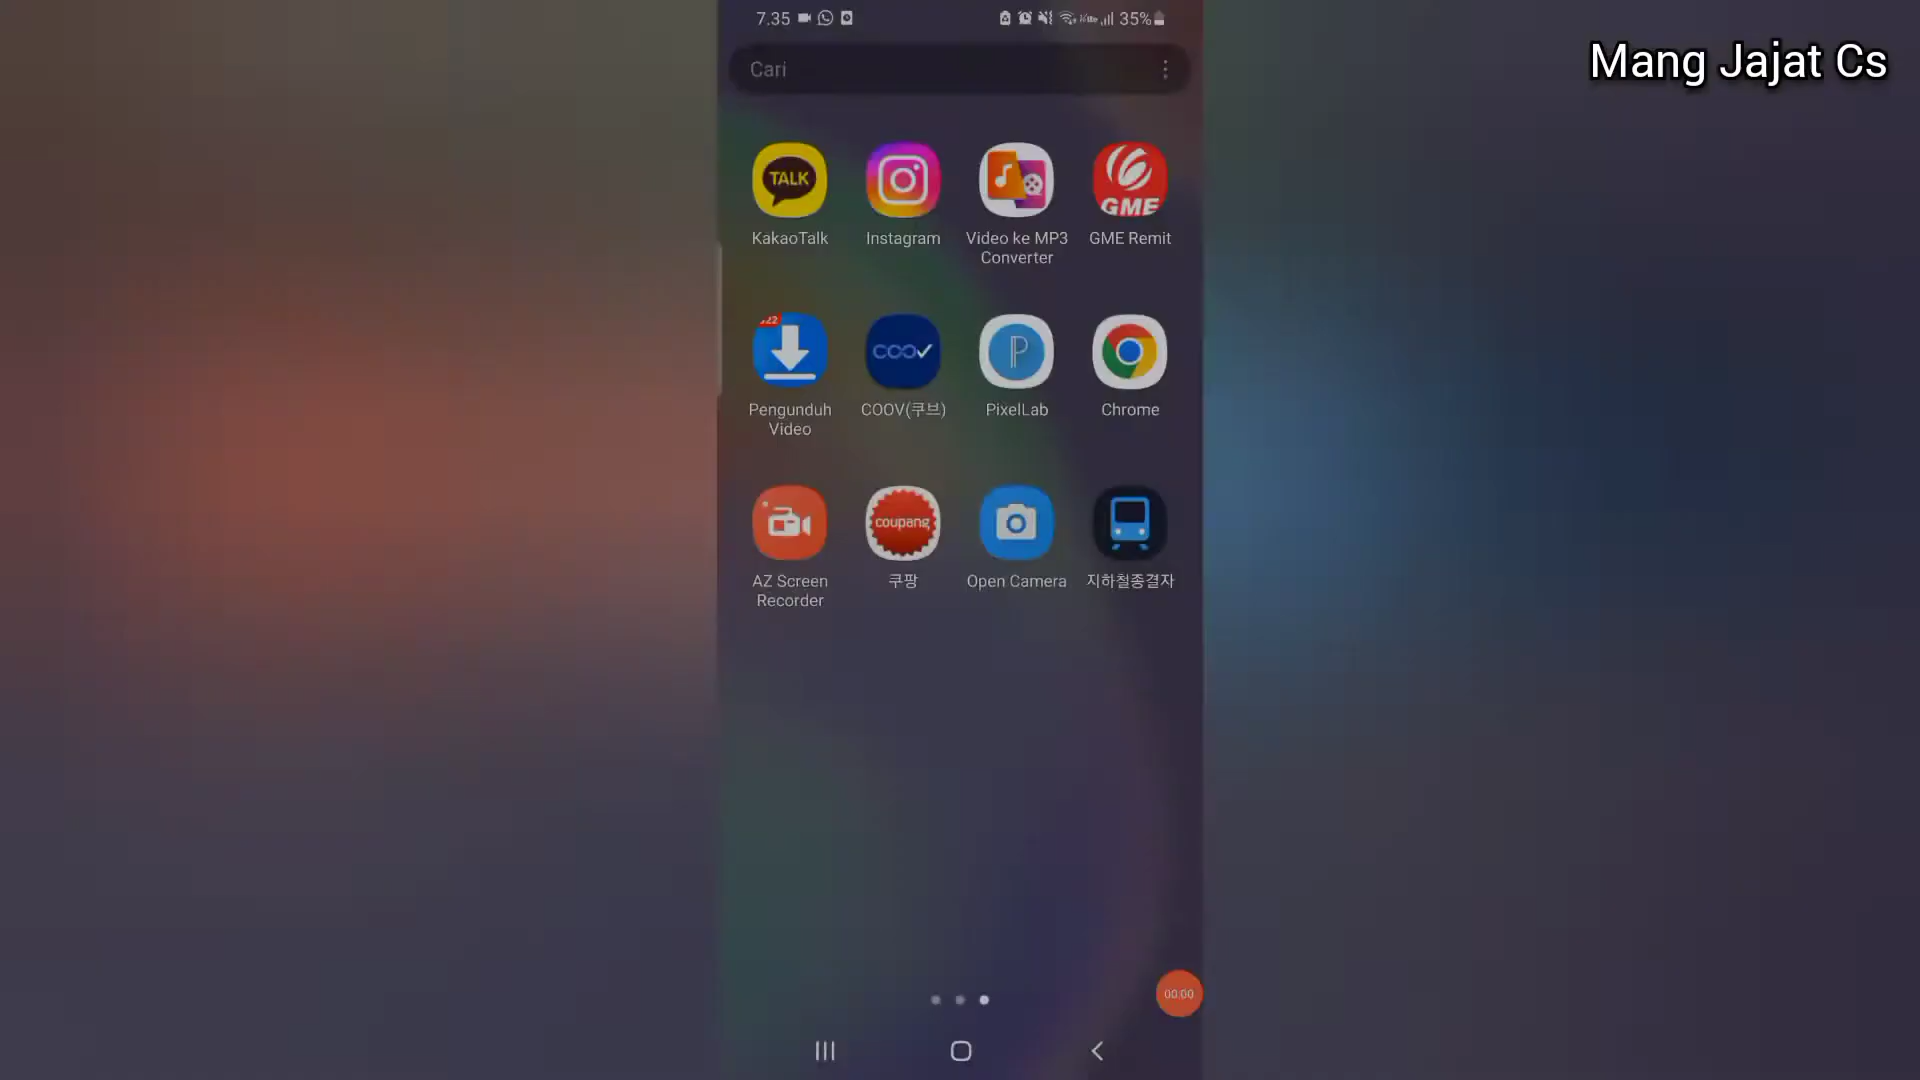 7.35
35%
Mang Jajat Cs
Cari
TALK
GME
KakaoTalk
Instagram
Video ke MP3
Converter
GME Remit
COOV
Pengunduh
Video
COOV(쿠브)
PixelLab
Chrome
coupang
AZ Screen
Recorder
쿠팡
Open Camera
지하철종결자
00:00